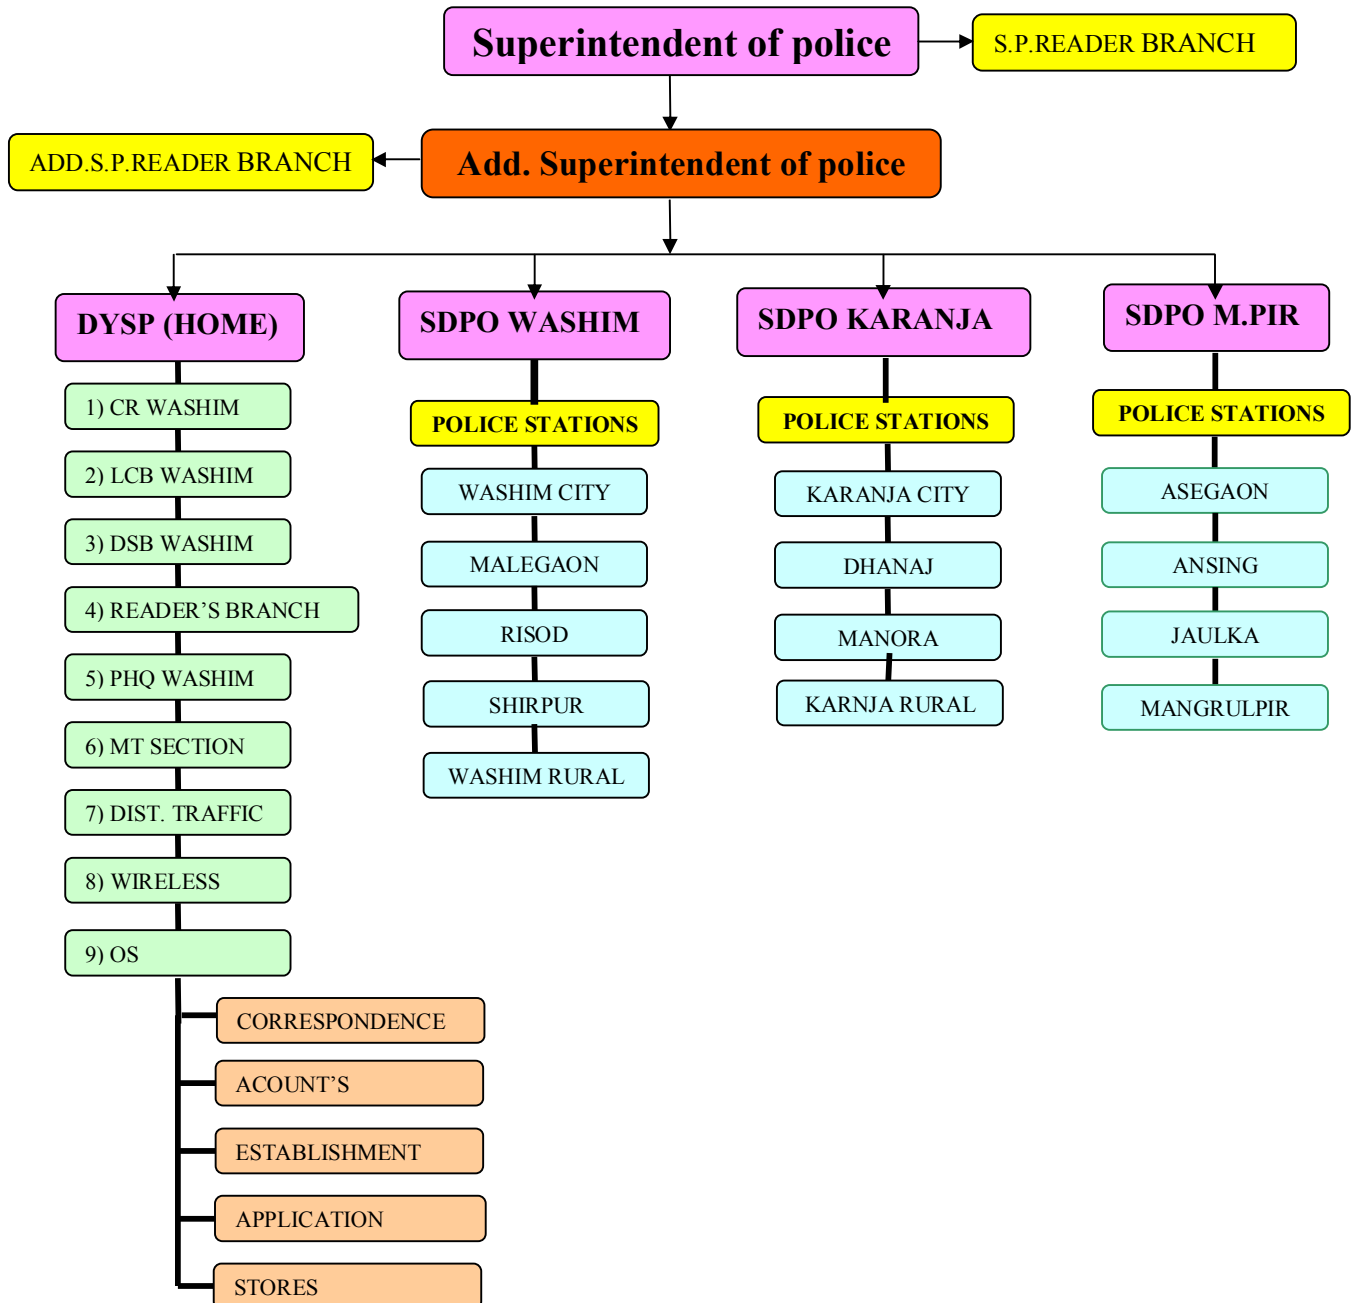 Superintendent of police
S.P.READER BRANCH
ADD.S.P.READER BRANCH
Add. Superintendent of police
DYSP (HOME)
1) CR WASHIM
2) LCB WASHIM
3) DSB WASHIM
4) READER’S BRANCH
5) PHQ WASHIM
6) MT SECTION
7) DIST. TRAFFIC
8) WIRELESS
9) OS
CORRESPONDENCE
ACOUNT’S
ESTABLISHMENT
APPLICATION
STORES
SDPO WASHIM
POLICE STATIONS
WASHIM CITY
MALEGAON
RISOD
SHIRPUR
WASHIM RURAL
SDPO KARANJA
POLICE STATIONS
KARANJA CITY
DHANAJ
MANORA
KARNJA RURAL
SDPO M.PIR
POLICE STATIONS
ASEGAON
ANSING
JAULKA
MANGRULPIR